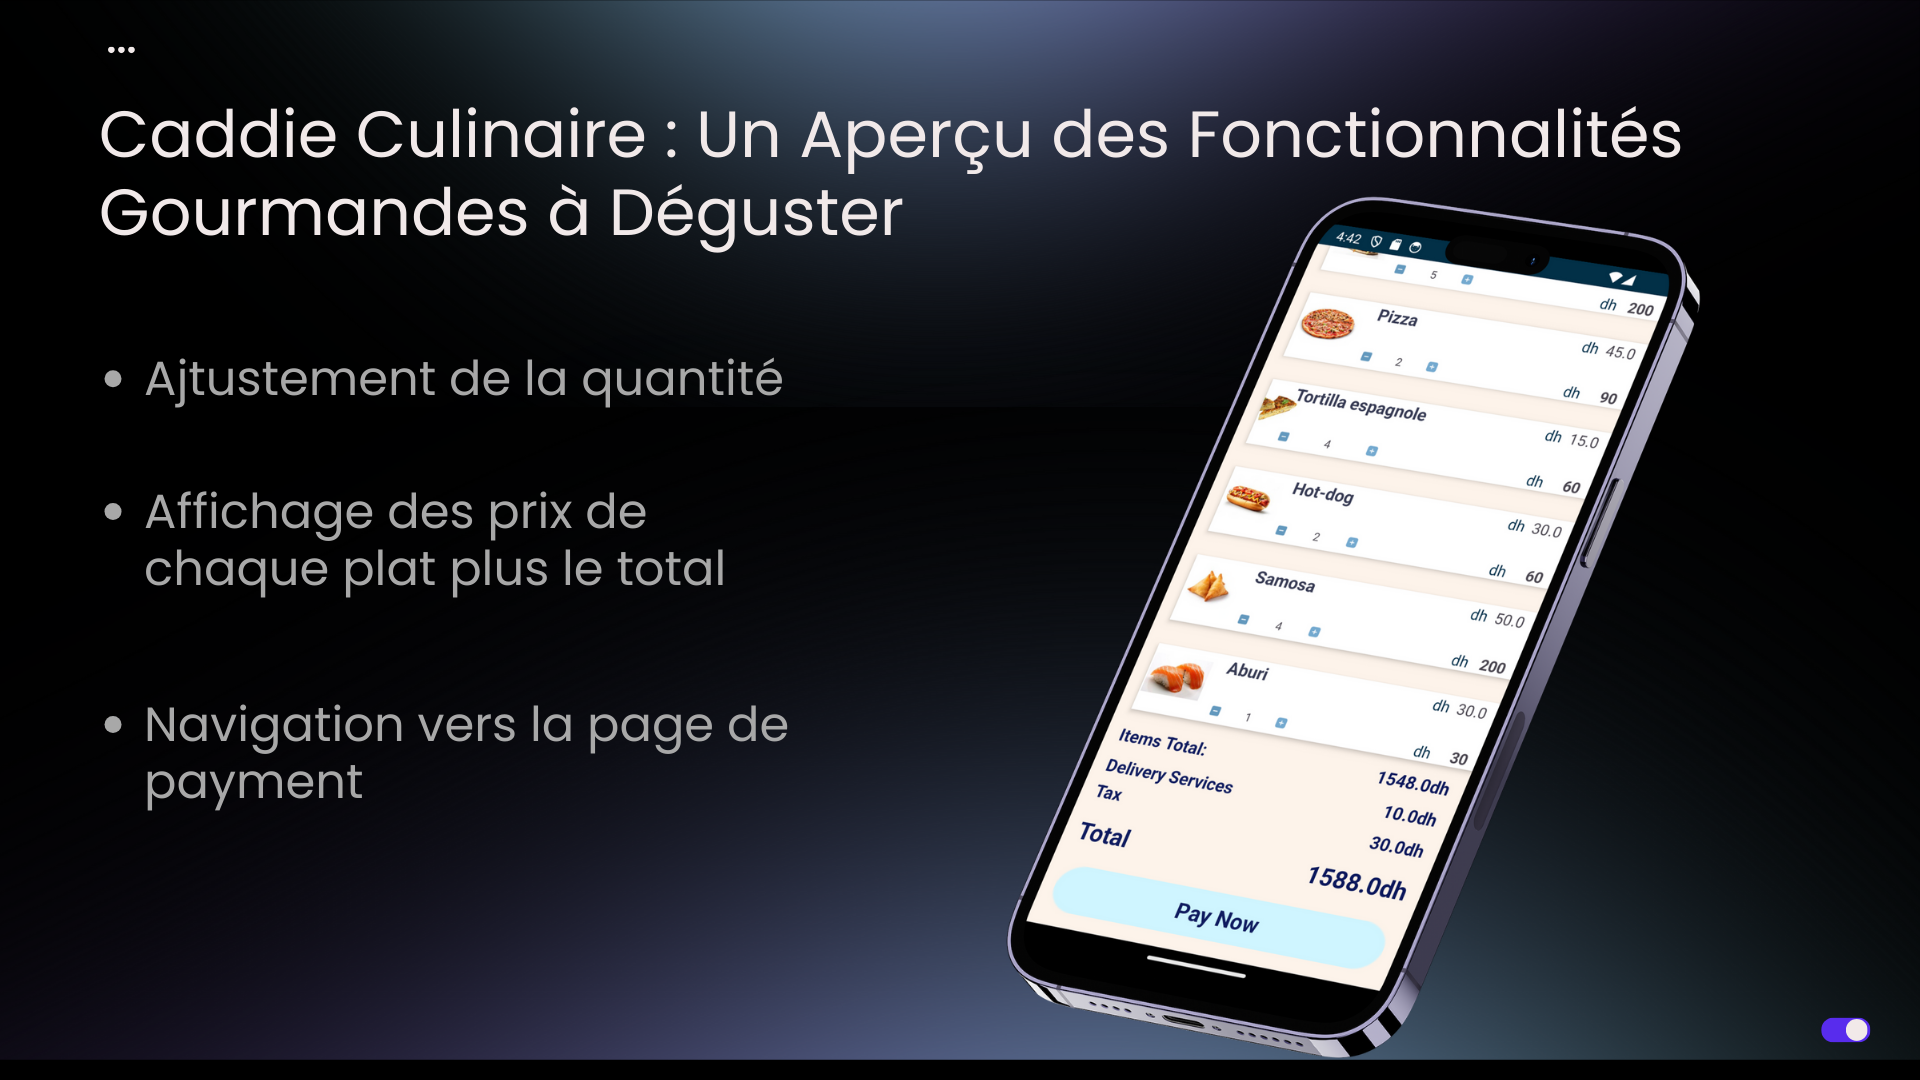 ...
Caddie Culinaire : Un Aperçu des Fonctionnalités
Gourmandes à Déguster
• Ajtustement de la quantité
• Affichage des prix de
chaque plat plus le total
• Navigation vers la page de
payment
4:42
5
dh 200
Pizza
dh 45.0
2
dh 90
Tortilla espagnole
dh 15.0
4
dh 60
Hot-dog
dh 30.0
2
dh 60
Samosa
dh 50.0
4
dh 200
Aburi
dh 30.0
1
dh 30
Items Total: 1548.0dh
Delivery Services 10.0dh
Tax 30.0dh
Total 1588.0dh
Pay Now